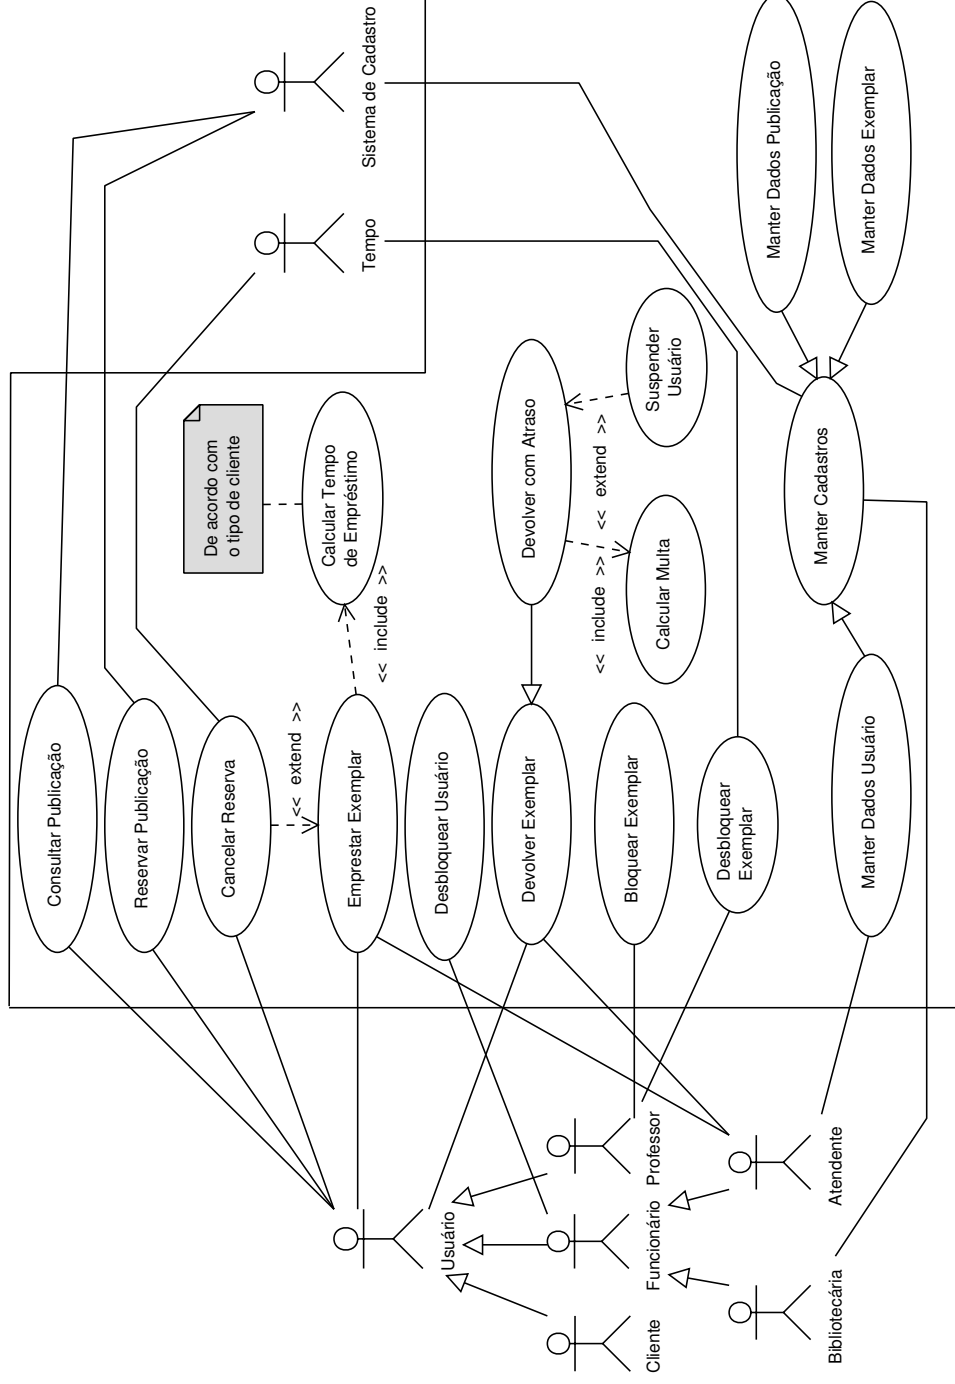 Consultar Publicação
Reservar Publicação
Cancelar Reserva
<< extend >>
Emprestar Exemplar
<< include >>
De acordo com
o tipo de cliente
Calcular Tempo
de Empréstimo
Desbloquear Usuário
Devolver Exemplar
Devolver com Atraso
<< include >>
<< extend >>
Calcular Multa
Suspender
Usuário
Bloquear Exemplar
Desbloquear
Exemplar
Manter Dados Usuário
Manter Cadastros
Manter Dados Publicação
Manter Dados Exemplar
Sistema de Cadastro
Tempo
Usuário
Cliente
Funcionário
Professor
Bibliotecária
Atendente